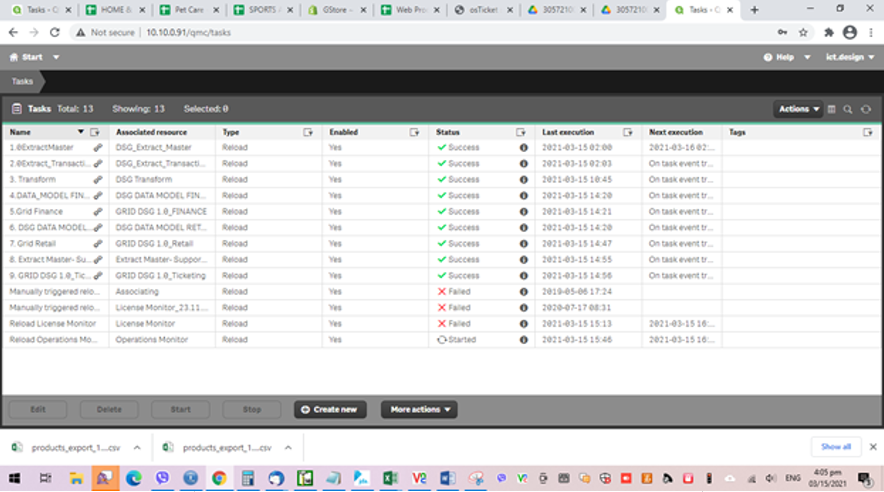 Tasks - Q
HOME &
Pet Care
SPORTS &
GStore -
Web Pro
osTicket
3057210
3057210
Tasks - Q
Not secure | 10.10.0.91/qmc/tasks
Start Help ict.design
Tasks
Tasks Total: 13 Showing: 13 Selected: 0 Actions
Name Associated resource Type Enabled Status Last execution Next execution Tags
1.0ExtractMaster DSG_Extract_Master Reload Yes Success 2021-03-15 02:00 2021-03-16 02:...
2.0Extract_Transacti... DSG_Extract_Transacti... Reload Yes Success 2021-03-15 02:03 On task event tr...
3. Transform DSG Transform Reload Yes Success 2021-03-15 10:45 On task event tr...
4.DATA_MODEL FIN... DSG DATA MODEL FIN... Reload Yes Success 2021-03-15 14:20 On task event tr...
5.Grid Finance GRID DSG 1.0_FINANCE Reload Yes Success 2021-03-15 14:21 On task event tr...
6. DSG DATA MODEL... DSG DATA MODEL RET... Reload Yes Success 2021-03-15 14:20 On task event tr...
7. Grid Retail GRID DSG 1.0_Retail Reload Yes Success 2021-03-15 14:47 On task event tr...
8. Extract Master- Su... Extract Master- Suppor... Reload Yes Success 2021-03-15 14:55 On task event tr...
9. GRID DSG 1.0_Tic... GRID DSG 1.0_Ticketing Reload Yes Success 2021-03-15 14:56 On task event tr...
Manually triggered relo... Associating Reload Yes Failed 2019-05-06 17:24
Manually triggered relo... License Monitor_23.11.... Reload Yes Failed 2020-07-17 08:31
Reload License Monitor License Monitor Reload Yes Failed 2021-03-15 15:13 2021-03-15 16:...
Reload Operations Mo... Operations Monitor Reload Yes Started 2021-03-15 15:46 2021-03-15 16:...
Edit Delete Start Stop Create new More actions
products_export_1....csv products_export_1....csv Show all
ENG 4:05 pm
03/15/2021